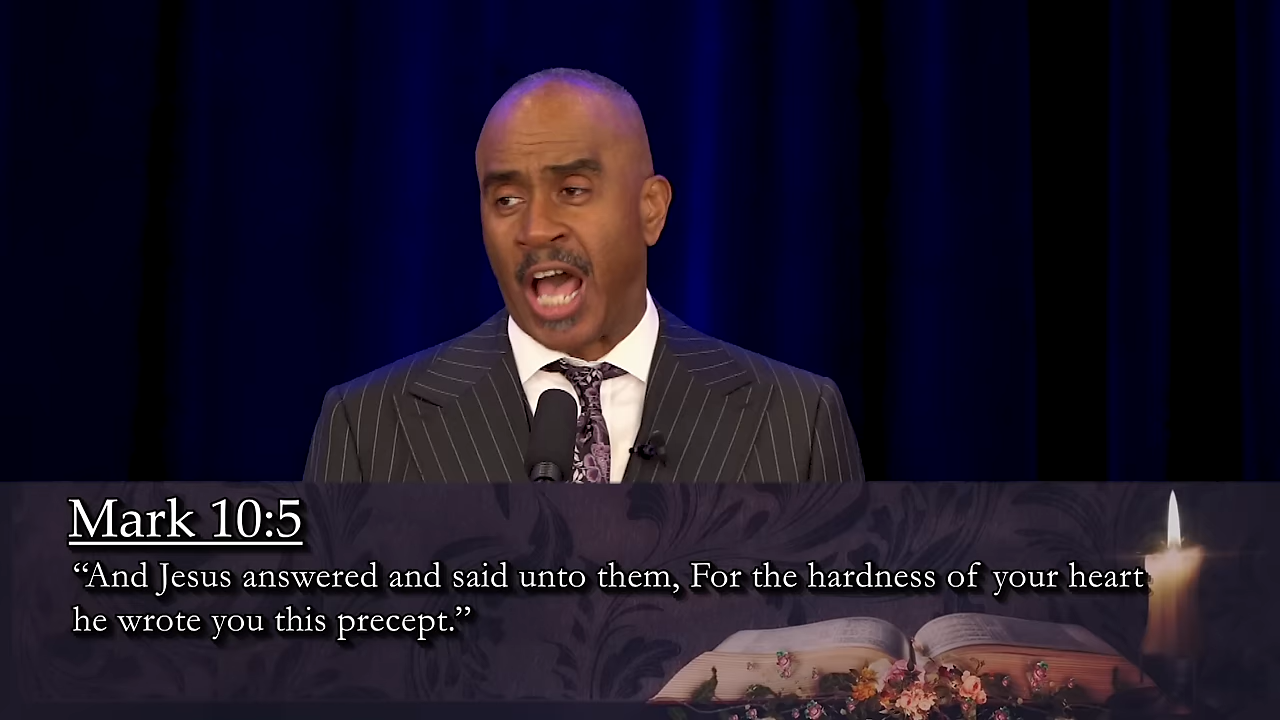 Mark 10:5
“And Jesus answered and said unto them, For the hardness of your heart
he wrote you this precept.”